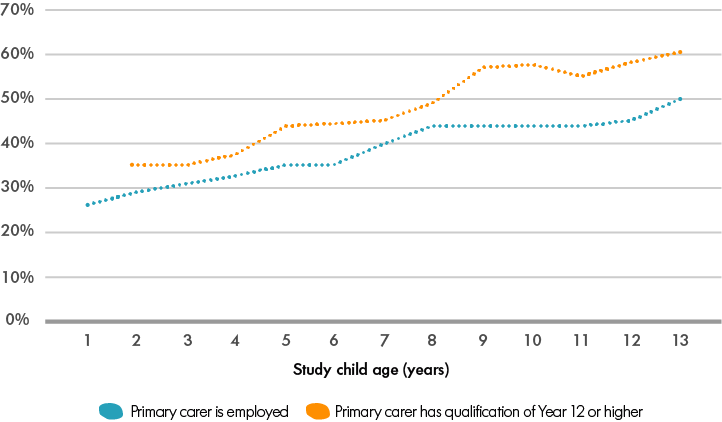 70%
60%
50%
40%
30%
20%
10%
0%
1 2 3 4 5 6 7 8 9 10 11 12 13
Study child age (years)
Primary carer is employed Primary carer has qualification of Year 12 or higher